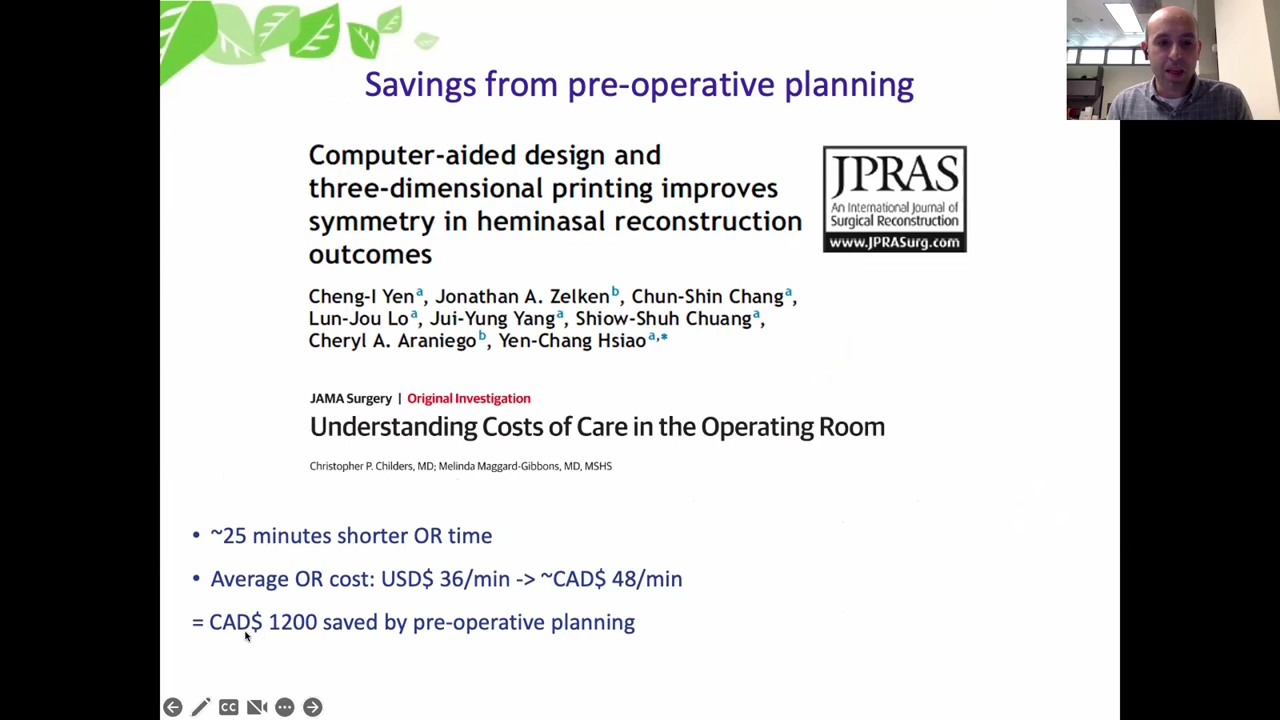 Savings from pre-operative planning
Computer-aided design and
three-dimensional printing improves
symmetry in heminasal reconstruction
outcomes
JPRAS
An International Journal of
Surgical Reconstruction
www.JPRASurg.com
Cheng-I Yen a, Jonathan A. Zelken b, Chun-Shin Chang a,
Lun-Jou Lo a, Jui-Yung Yang a, Shiow-Shuh Chuang a,
Cheryl A. Araniego b, Yen-Chang Hsiao a,*
JAMA Surgery | Original Investigation
Understanding Costs of Care in the Operating Room
Christopher P. Childers, MD; Melinda Maggard-Gibbons, MD, MSHS
• ~25 minutes shorter OR time
• Average OR cost: USD$ 36/min -> ~CAD$ 48/min
= CAD$ 1200 saved by pre-operative planning
CC